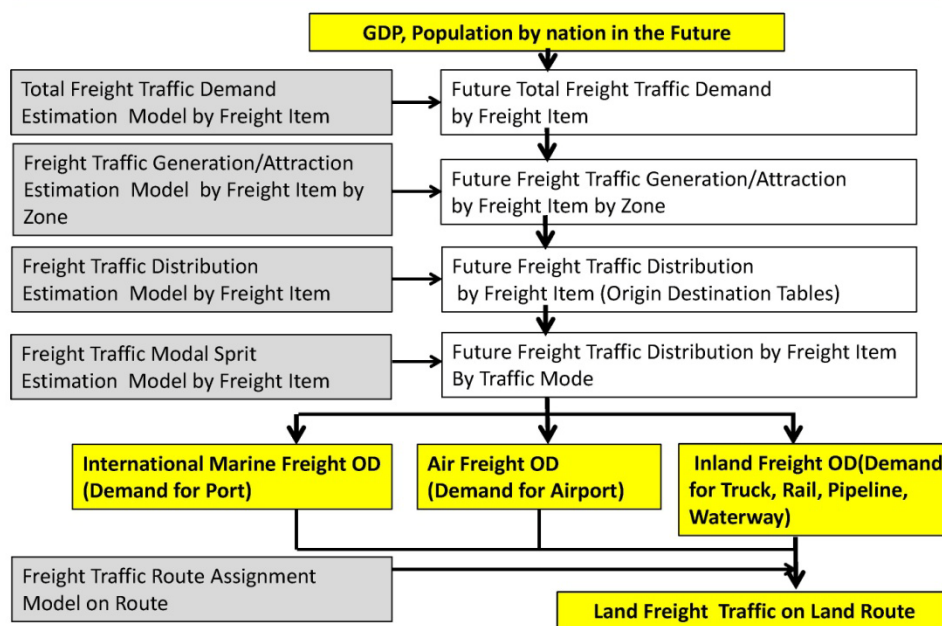 GDP, Population by nation in the Future
Total Freight Traffic Demand
Estimation Model by Freight Item
Future Total Freight Traffic Demand
by Freight Item
Freight Traffic Generation/Attraction
Estimation Model by Freight Item by
Zone
Future Freight Traffic Generation/Attraction
by Freight Item by Zone
Freight Traffic Distribution
Estimation Model by Freight Item
Future Freight Traffic Distribution
by Freight Item (Origin Destination Tables)
Freight Traffic Modal Sprit
Estimation Model by Freight Item
Future Freight Traffic Distribution by Freight Item
By Traffic Mode
International Marine Freight OD
(Demand for Port)
Air Freight OD
(Demand for Airport)
Inland Freight OD(Demand
for Truck, Rail, Pipeline,
Waterway)
Freight Traffic Route Assignment
Model on Route
Land Freight Traffic on Land Route